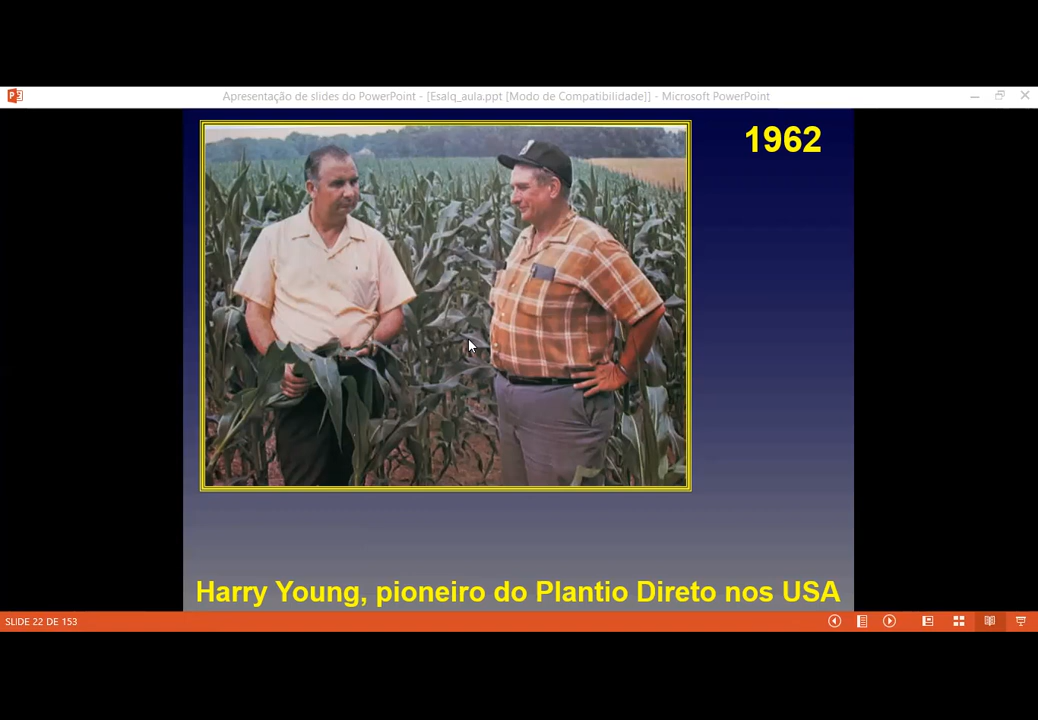 Apresentação de slides do PowerPoint - [Esalq_aula.ppt [Modo de Compatibilidade]] - Microsoft PowerPoint
1962
Harry Young, pioneiro do Plantio Direto nos USA
SLIDE 22 DE 153